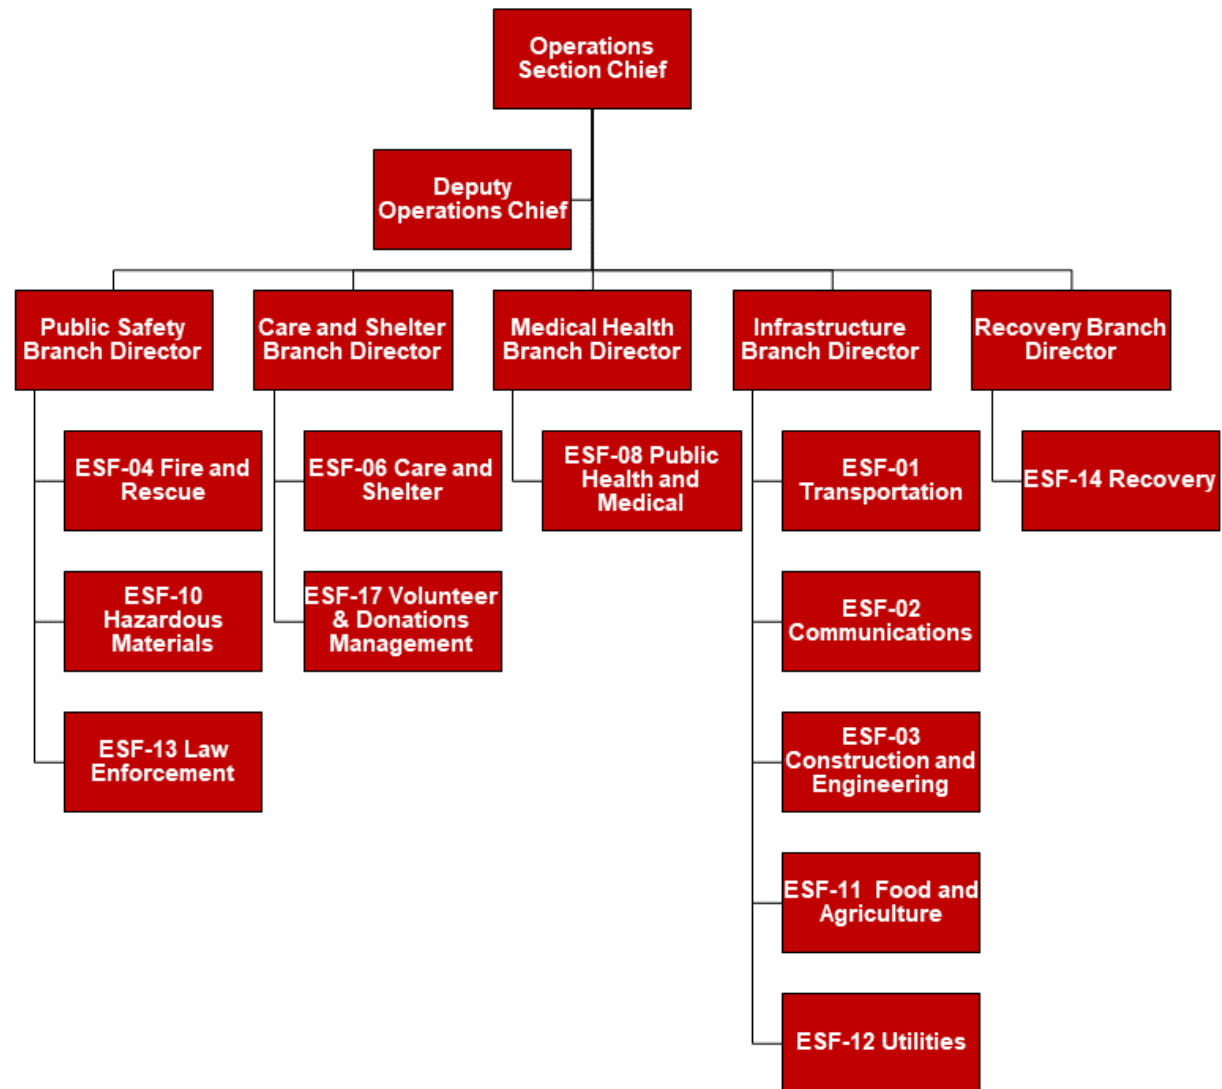 Operations
Section Chief
Deputy
Operations Chief
Public Safety
Branch Director
Care and Shelter
Branch Director
Medical Health
Branch Director
Infrastructure
Branch Director
Recovery Branch
Director
ESF-04 Fire and
Rescue
ESF-10
Hazardous
Materials
ESF-13 Law
Enforcement
ESF-06 Care and
Shelter
ESF-17 Volunteer
& Donations
Management
ESF-08 Public
Health and
Medical
ESF-01
Transportation
ESF-02
Communications
ESF-03
Construction and
Engineering
ESF-11 Food and
Agriculture
ESF-12 Utilities
ESF-14 Recovery